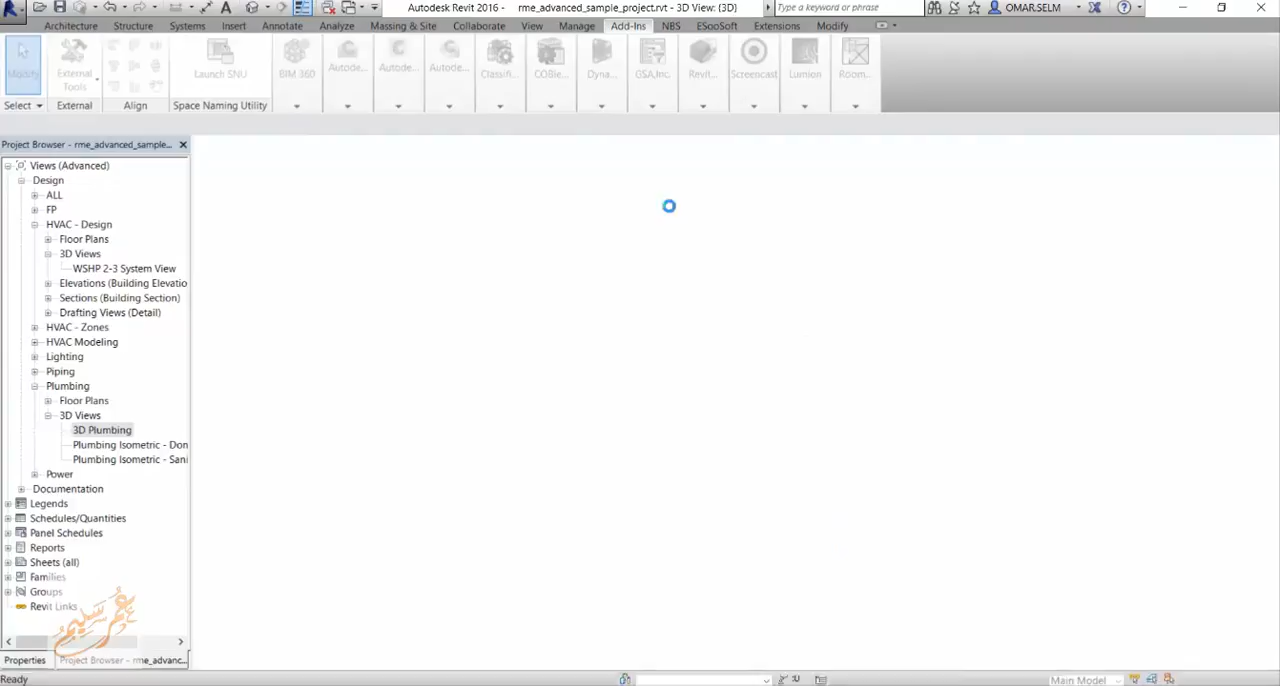 Autodesk Revit 2016 - rme_advanced_sample_project.rvt - 3D View: {3D}
Type a keyword or phrase
OMAR.SELM
Architecture Structure Systems Insert Annotate Analyze Massing & Site Collaborate View Manage Add-Ins NBS ESooSoft Extensions Modify
Modify External Tools Launch SNU BIM 360 Autode... Autode... Autode... Classifi... COBie... Dyna... GSA,Inc. Revit... Screencast Lumion Room...
Select External Align Space Naming Utility
Project Browser - rme_advanced_sample...
Views (Advanced)
Design
ALL
FP
HVAC - Design
Floor Plans
3D Views
WSHP 2-3 System View
Elevations (Building Elevatio
Sections (Building Section)
Drafting Views (Detail)
HVAC - Zones
HVAC Modeling
Lighting
Piping
Plumbing
Floor Plans
3D Views
3D Plumbing
Plumbing Isometric - Don
Plumbing Isometric - Sani
Power
Documentation
Legends
Schedules/Quantities
Panel Schedules
Reports
Sheets (all)
Families
Groups
Revit Links
عمر سليم
Properties Project Browser - rme_advanc...
Ready
:0
Main Model